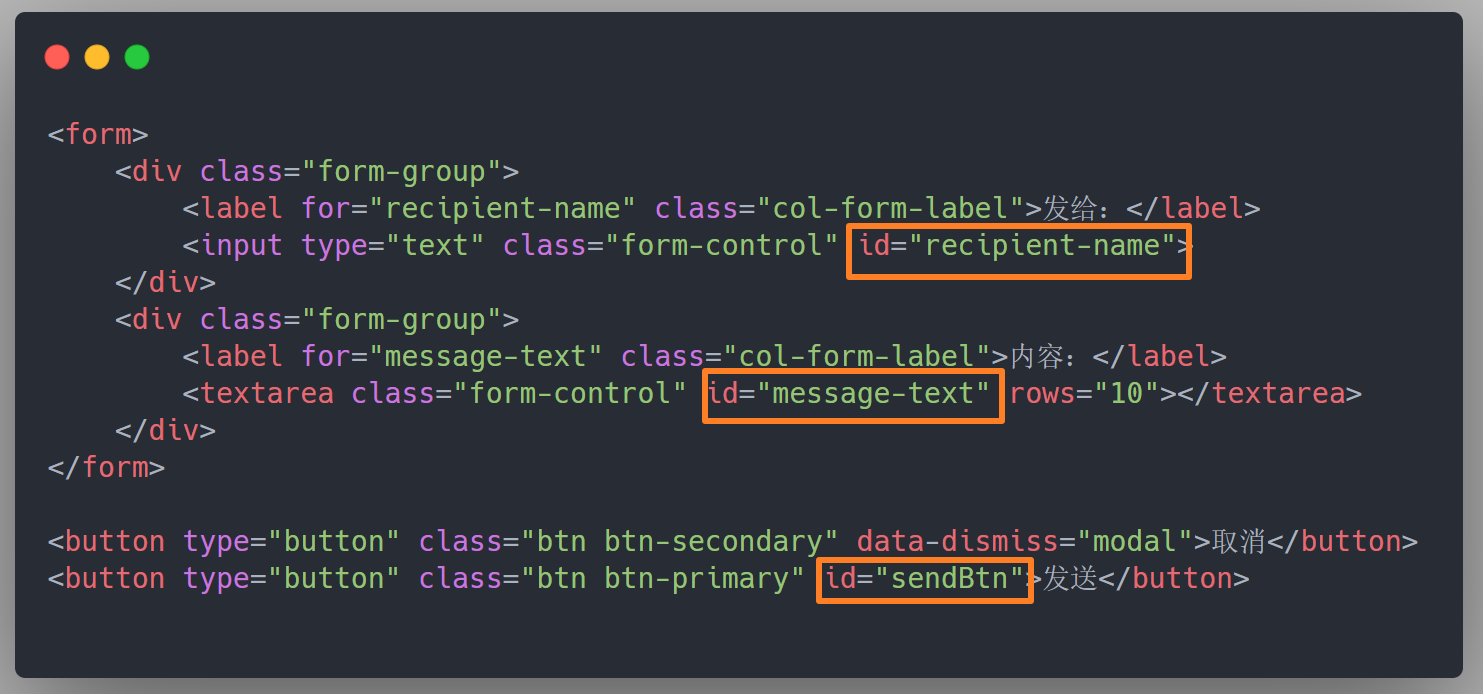 <form>
    <div class="form-group">
        <label for="recipient-name" class="col-form-label">发给：</label>
        <input type="text" class="form-control" id="recipient-name">
    </div>
    <div class="form-group">
        <label for="message-text" class="col-form-label">内容：</label>
        <textarea class="form-control" id="message-text" rows="10"></textarea>
    </div>
</form>

<button type="button" class="btn btn-secondary" data-dismiss="modal">取消</button>
<button type="button" class="btn btn-primary" id="sendBtn">发送</button>